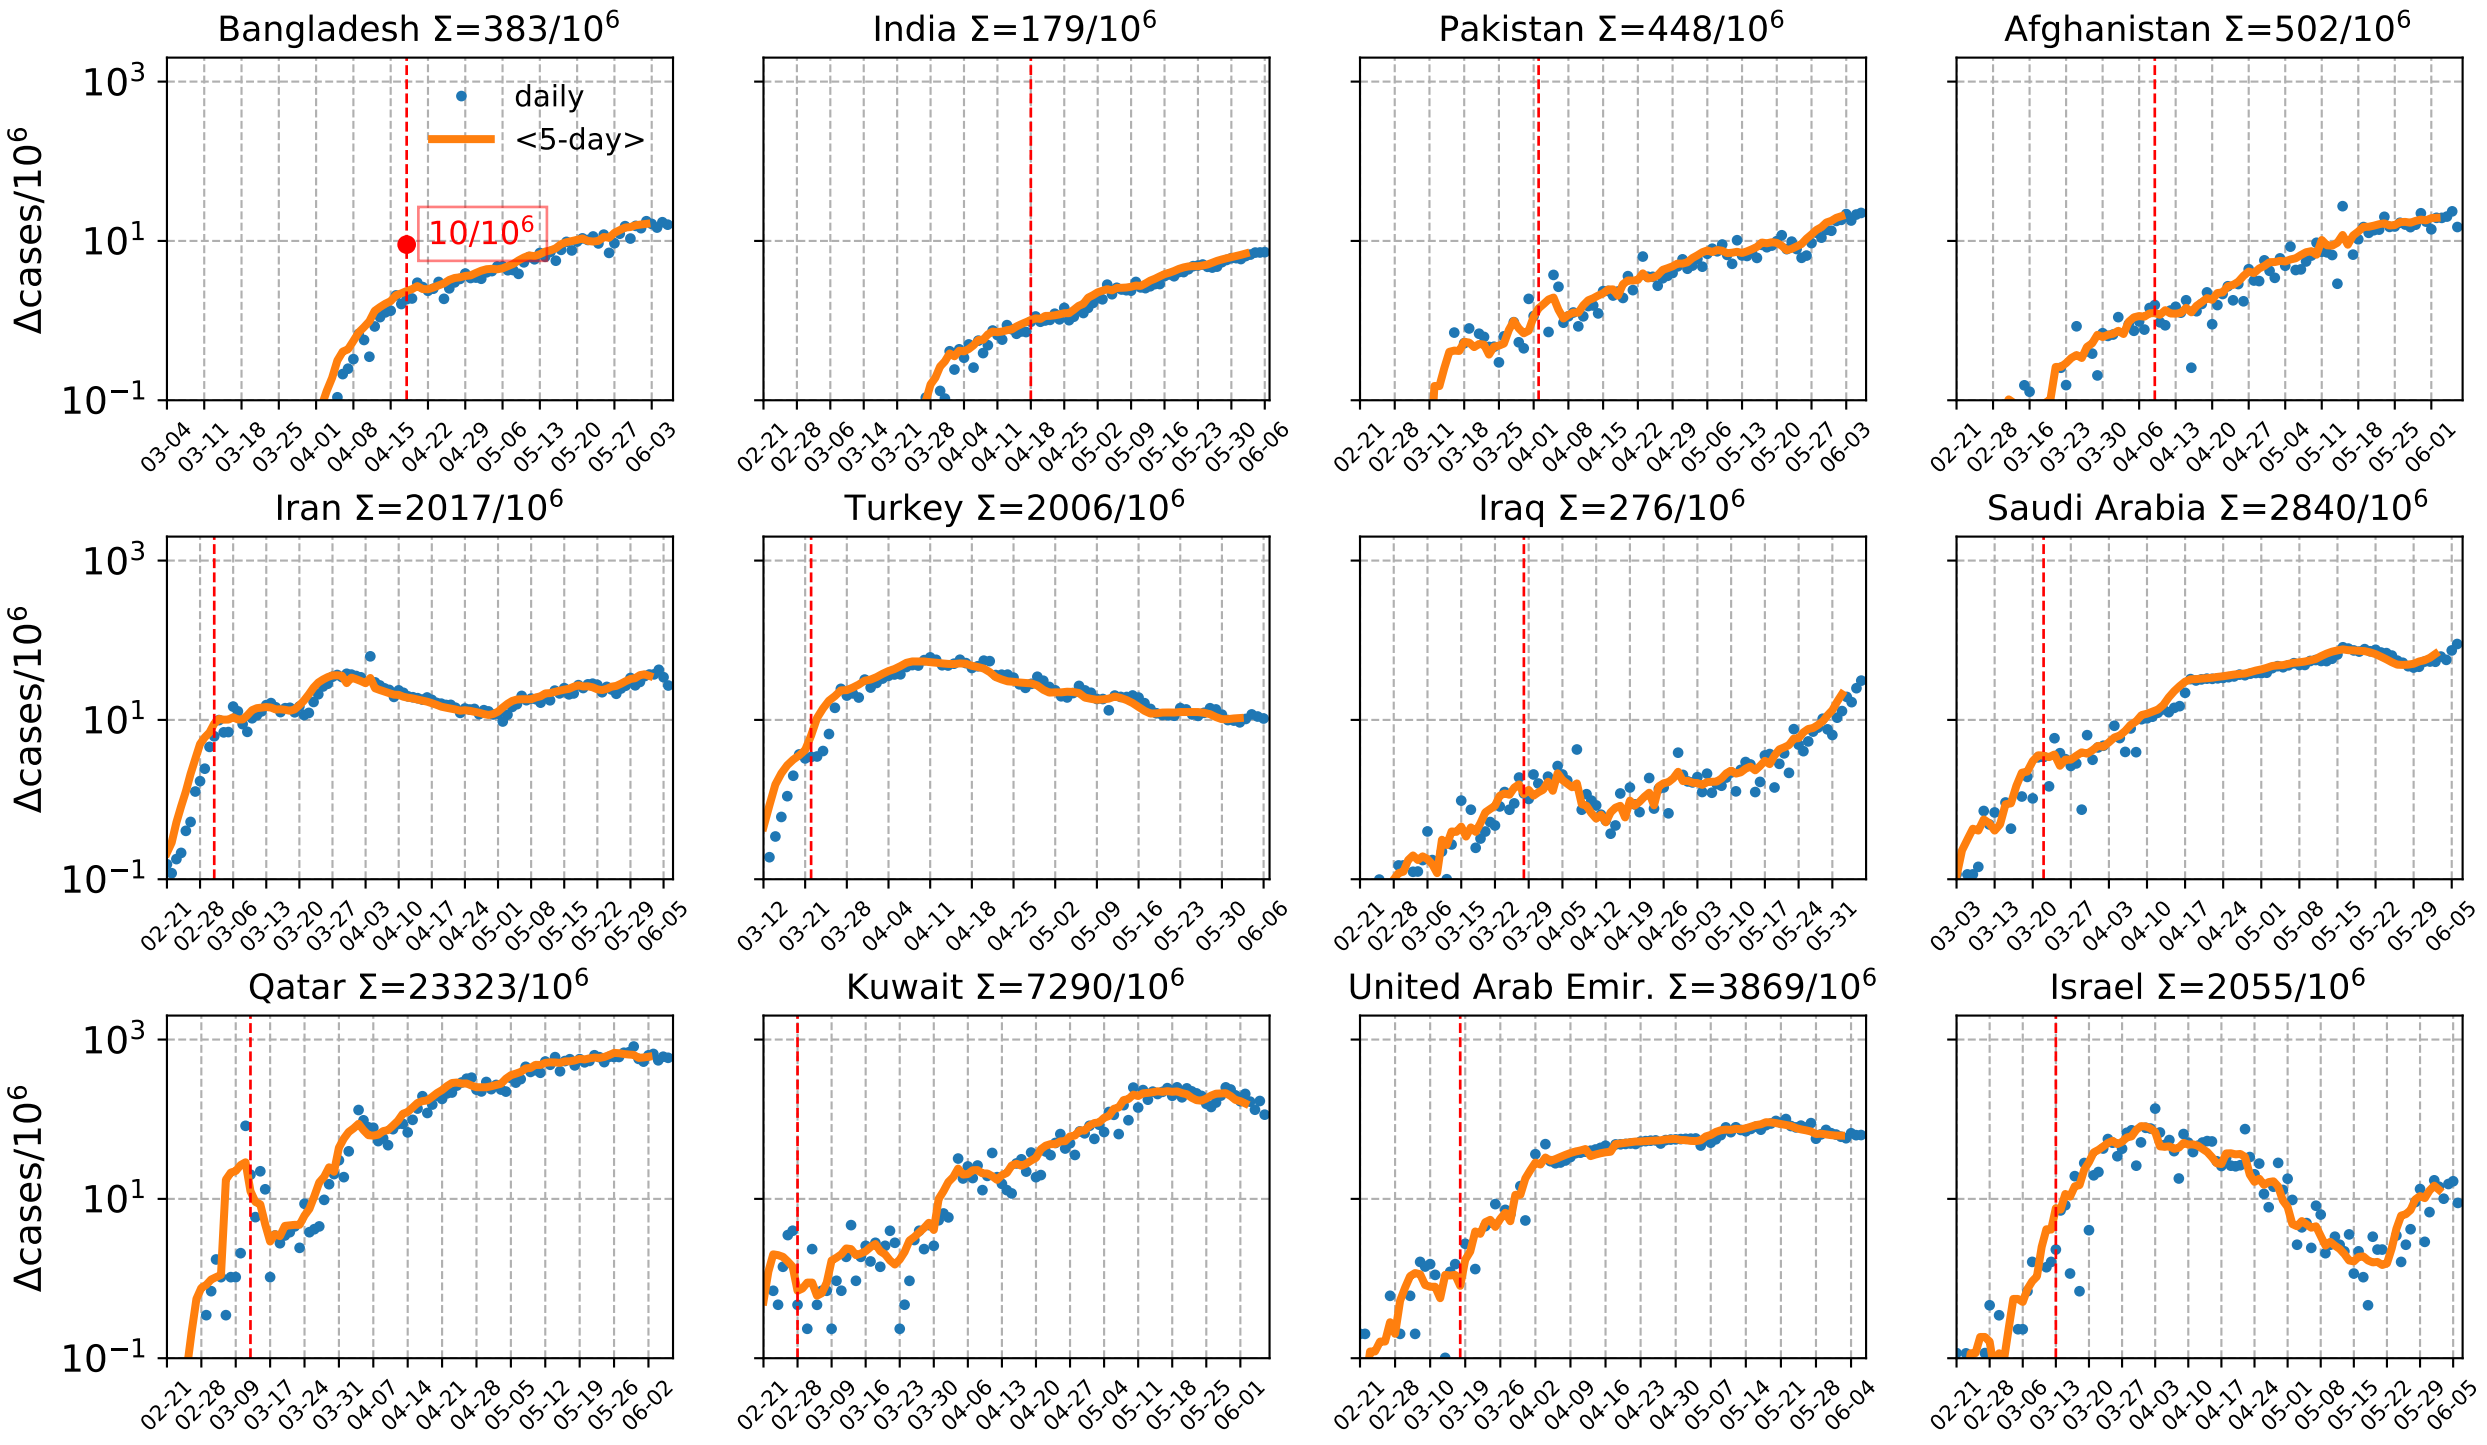 Bangladesh Σ=383/10⁶
India Σ=179/10⁶
Pakistan Σ=448/10⁶
Afghanistan Σ=502/10⁶
Δcases/10⁶
10³
10¹
10⁻¹
daily
<5-day>
10/10⁶
03-04 03-11 03-18 03-25 04-01 04-08 04-15 04-22 04-29 05-06 05-13 05-20 05-27 06-03
02-21 02-28 03-06 03-14 03-21 03-28 04-04 04-11 04-18 04-25 05-02 05-09 05-16 05-23 05-30 06-06
02-21 02-28 03-11 03-18 03-25 04-01 04-08 04-15 04-22 04-29 05-06 05-13 05-20 05-27 06-03
02-21 02-28 03-16 03-23 03-30 04-06 04-13 04-20 04-27 05-04 05-11 05-18 05-25 06-01
Iran Σ=2017/10⁶
Turkey Σ=2006/10⁶
Iraq Σ=276/10⁶
Saudi Arabia Σ=2840/10⁶
Δcases/10⁶
10³
10¹
10⁻¹
02-21 02-28 03-06 03-13 03-20 03-27 04-03 04-10 04-17 04-24 05-01 05-08 05-15 05-22 05-29 06-05
03-12 03-21 03-28 04-04 04-11 04-18 04-25 05-02 05-09 05-16 05-23 05-30 06-06
02-21 02-28 03-06 03-15 03-22 03-29 04-05 04-12 04-19 04-26 05-03 05-10 05-17 05-24 05-31
03-03 03-13 03-20 03-27 04-03 04-10 04-17 04-24 05-01 05-08 05-15 05-22 05-29 06-05
Qatar Σ=23323/10⁶
Kuwait Σ=7290/10⁶
United Arab Emir. Σ=3869/10⁶
Israel Σ=2055/10⁶
Δcases/10⁶
10³
10¹
10⁻¹
02-21 02-28 03-09 03-17 03-24 03-31 04-07 04-14 04-21 04-28 05-05 05-12 05-19 05-26 06-02
02-21 02-28 03-09 03-16 03-23 03-30 04-06 04-13 04-20 04-27 05-04 05-11 05-18 05-25 06-01
02-21 02-28 03-10 03-19 03-26 04-02 04-09 04-16 04-23 04-30 05-07 05-14 05-21 05-28 06-04
02-21 02-28 03-06 03-13 03-20 03-27 04-03 04-10 04-17 04-24 05-01 05-08 05-15 05-22 05-29 06-05